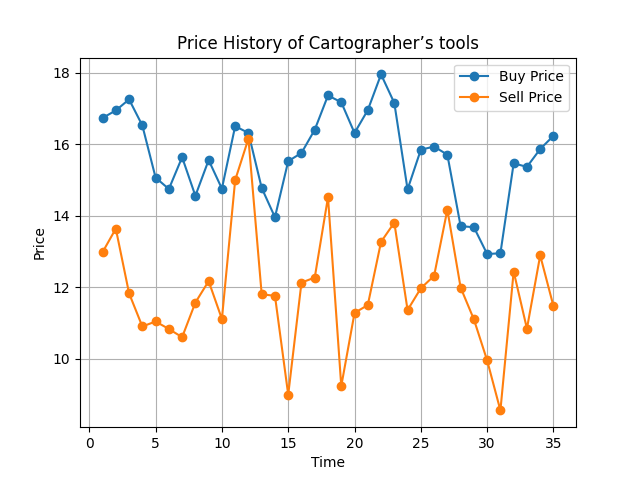 Price History of Cartographer’s tools
Buy Price
Sell Price
Price
18
16
14
12
10
0 5 10 15 20 25 30 35
Time